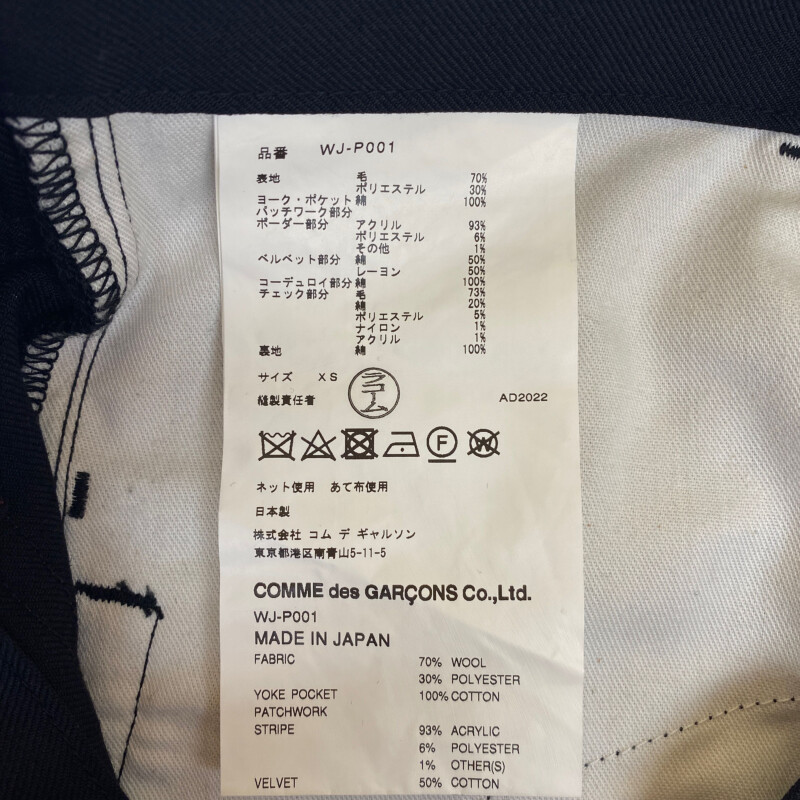 品番 WJ-P001
表地 毛 70%
ポリエステル 30%
ヨーク・ポケット 綿 100%
パッチワーク部分
ボーダー部分 アクリル 93%
ポリエステル 6%
その他 1%
ベルベット部分 綿 50%
レーヨン 50%
コーデュロイ部分 綿 100%
チェック部分 毛 73%
綿 20%
ポリエステル 5%
ナイロン 1%
アクリル 1%
裏地 綿 100%
サイズ XS
縫製責任者 ラコーム AD2022
F W
ネット使用 あて布使用
日本製
株式会社 コム デ ギャルソン
東京都港区南青山5-11-5
COMME des GARÇONS Co.,Ltd.
WJ-P001
MADE IN JAPAN
FABRIC 70% WOOL
30% POLYESTER
YOKE POCKET 100% COTTON
PATCHWORK
STRIPE 93% ACRYLIC
6% POLYESTER
1% OTHER(S)
VELVET 50% COTTON